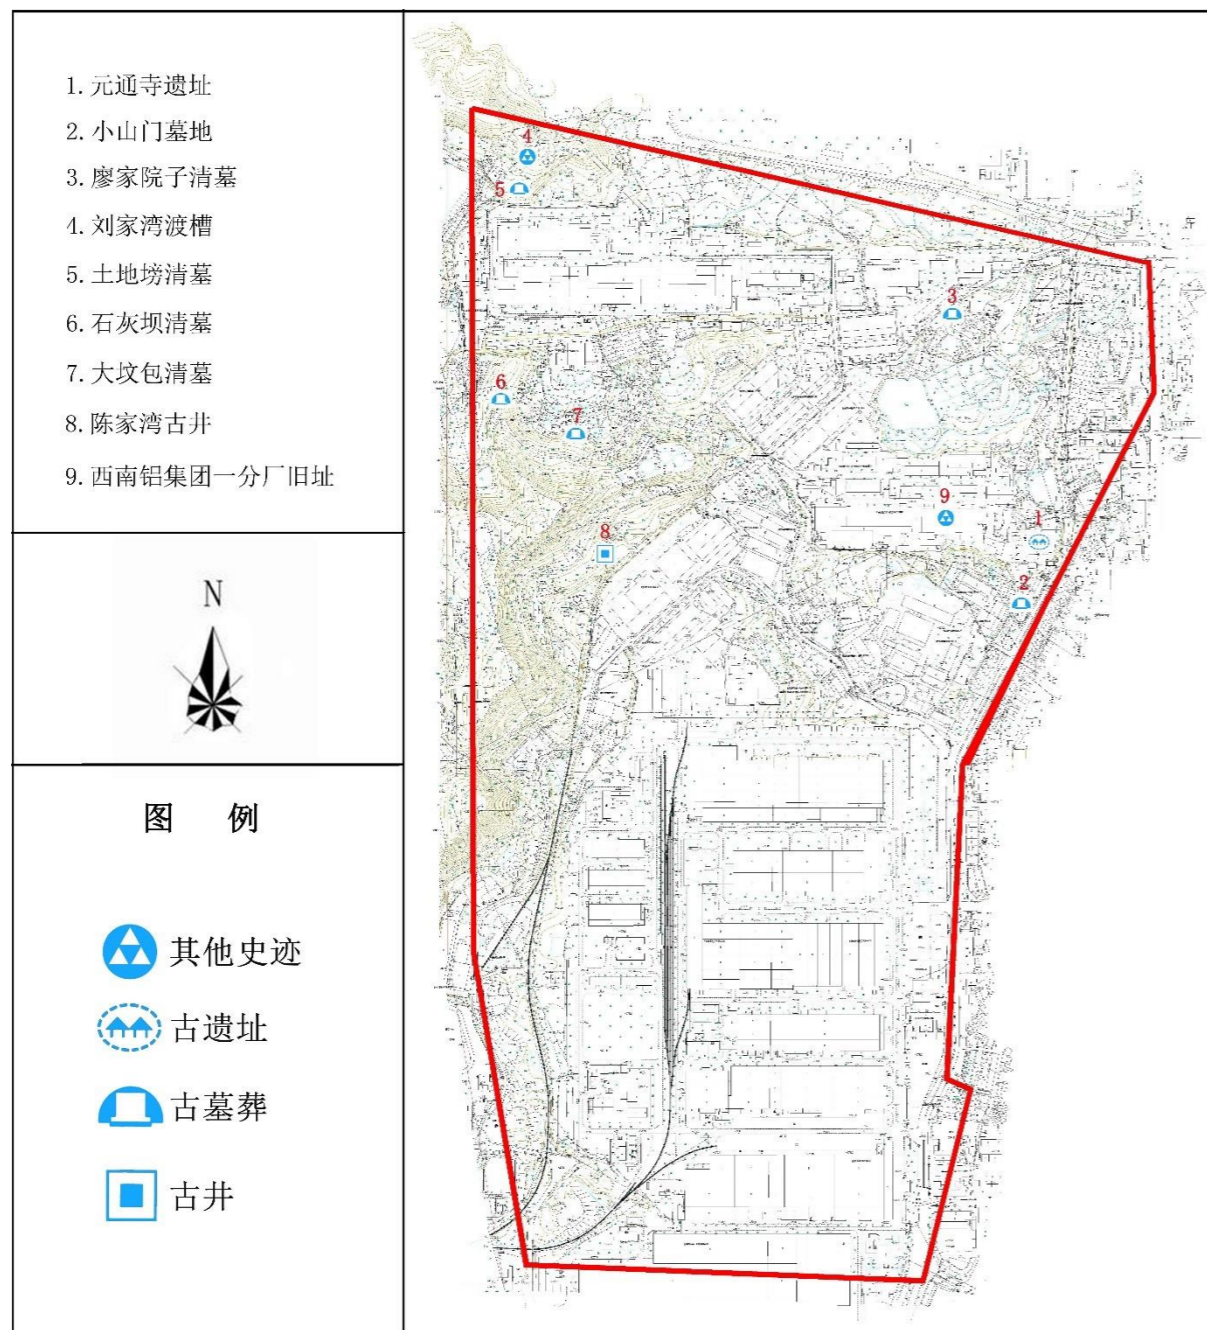 1. 元通寺遗址
2. 小山门墓地
3. 廖家院子清墓
4. 刘家湾渡槽
5. 土地塝清墓
6. 石灰坝清墓
7. 大坟包清墓
8. 陈家湾古井
9. 西南铝集团一分厂旧址
N
图 例
其他史迹
古遗址
古墓葬
古井
4
5
3
6
7
9
1
8
2